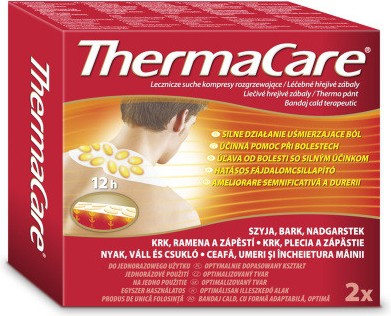 ThermaCare®
Lecznicze suche kompresy rozgrzewające / Léčebné hřejivé zábaly
Liečivé hrejivé zábaly / Thermo pánt
Bandaj cald terapeutic
ThermaCare®
SILNE DZIAŁANIE UŚMIERZAJĄCE BÓL
ÚČINNÁ POMOC PŘI BOLESTECH
ÚĽAVA OD BOLESTI SO SILNÝM ÚČINKOM
HATÁSOS FÁJDALOMCSILLAPÍTÓ
AMELIORARE SEMNIFICATIVĂ A DURERII
12 h
SZYJA, BARK, NADGARSTEK
KRK, RAMENA A ZÁPĚSTÍ • KRK, PLECIA A ZÁPÄSTIE
NYAK, VÁLL ÉS CSUKLÓ • CEAFĂ, UMERI ŞI ÎNCHEIETURA MÂINII
DO JEDNORAZOWEGO UŻYTKU OPTYMALNIE DOPASOWANY KSZTAŁT
JEDNORÁZOVÉ POUŽITÍ OPTIMALIZOVANÝ TVAR
NA JEDNO POUŽITIE OPTIMALIZOVANÝ TVAR
EGYSZER HASZNÁLATOS OPTIMÁLISAN ILLESZKEDŐ ALAK
PRODUS DE UNICĂ FOLOSINŢĂ BANDAJ CALD, CU FORMĂ ADAPTABILĂ, OPTIMĂ
2x